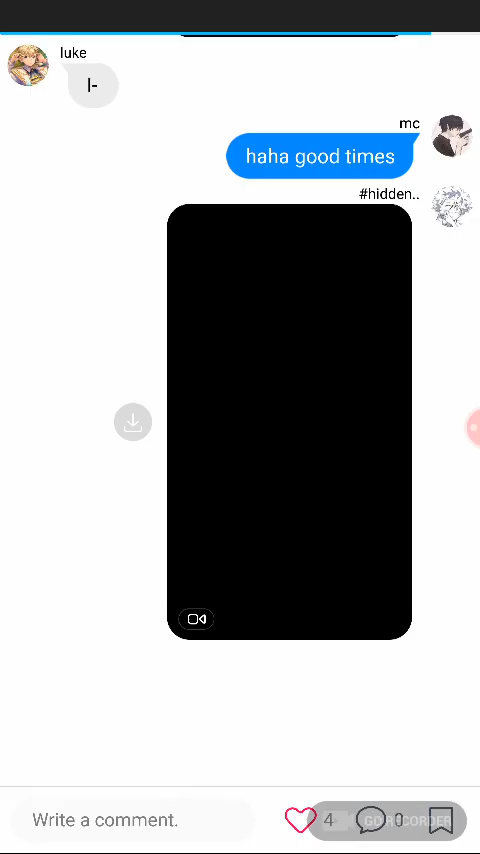 luke
I-
mc
haha good times
#hidden..
Write a comment.
4
GO RECORDER
0